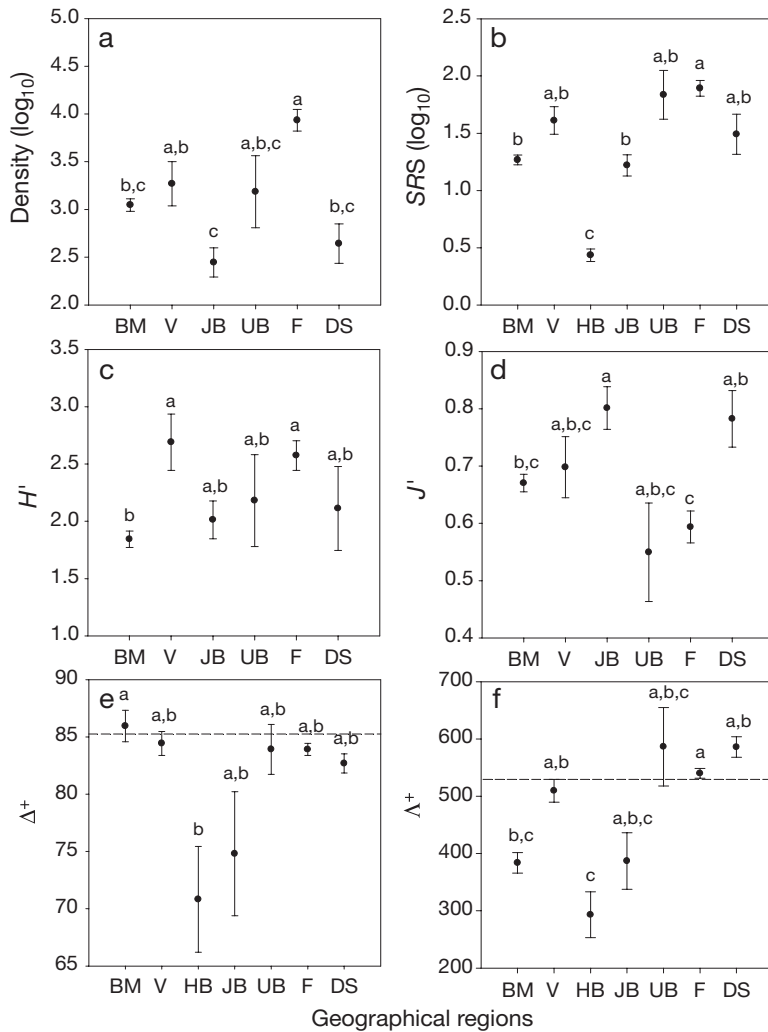 a
Density (log10)
5.0
4.5
4.0
3.5
3.0
2.5
2.0
b,c
a,b
c
a,b,c
a
b,c
BM V JB UB F DS
b
SRS (log10)
2.5
2.0
1.5
1.0
0.5
0.0
b
a,b
c
b
a,b
a
a,b
BM V HB JB UB F DS
c
H'
3.5
3.0
2.5
2.0
1.5
1.0
b
a
a,b
a,b
a
a,b
BM V JB UB F DS
d
J'
0.9
0.8
0.7
0.6
0.5
0.4
b,c
a,b,c
a
a,b,c
c
a,b
BM V JB UB F DS
e
Δ+
90
85
80
75
70
65
a
a,b
b
a,b
a,b
a,b
a,b
BM V HB JB UB F DS
f
Λ+
700
600
500
400
300
200
b,c
a,b
c
a,b,c
a,b,c
a
a,b
BM V HB JB UB F DS
Geographical regions